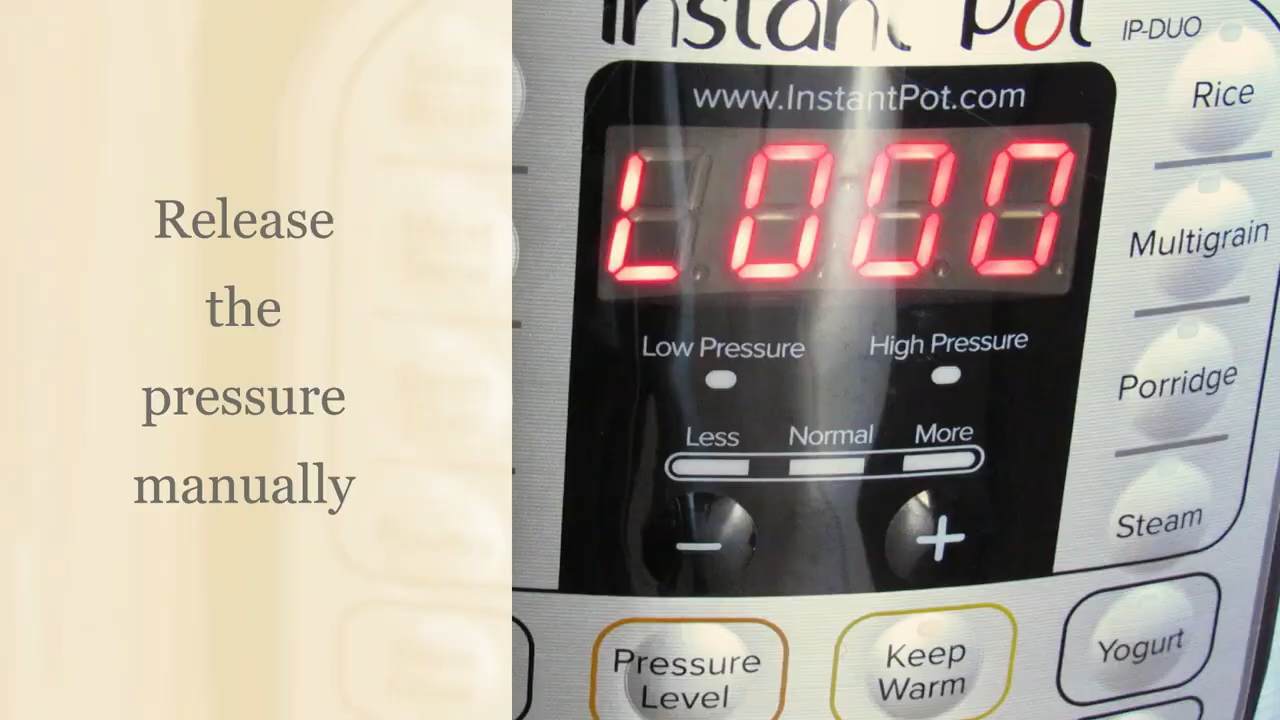 Release
the
pressure
manually
Instant Pot
IP-DUO
www.InstantPot.com
L000
Low Pressure High Pressure
Less Normal More
- +
Pressure
Level
Keep
Warm
Rice
Multigrain
Porridge
Steam
Yogurt